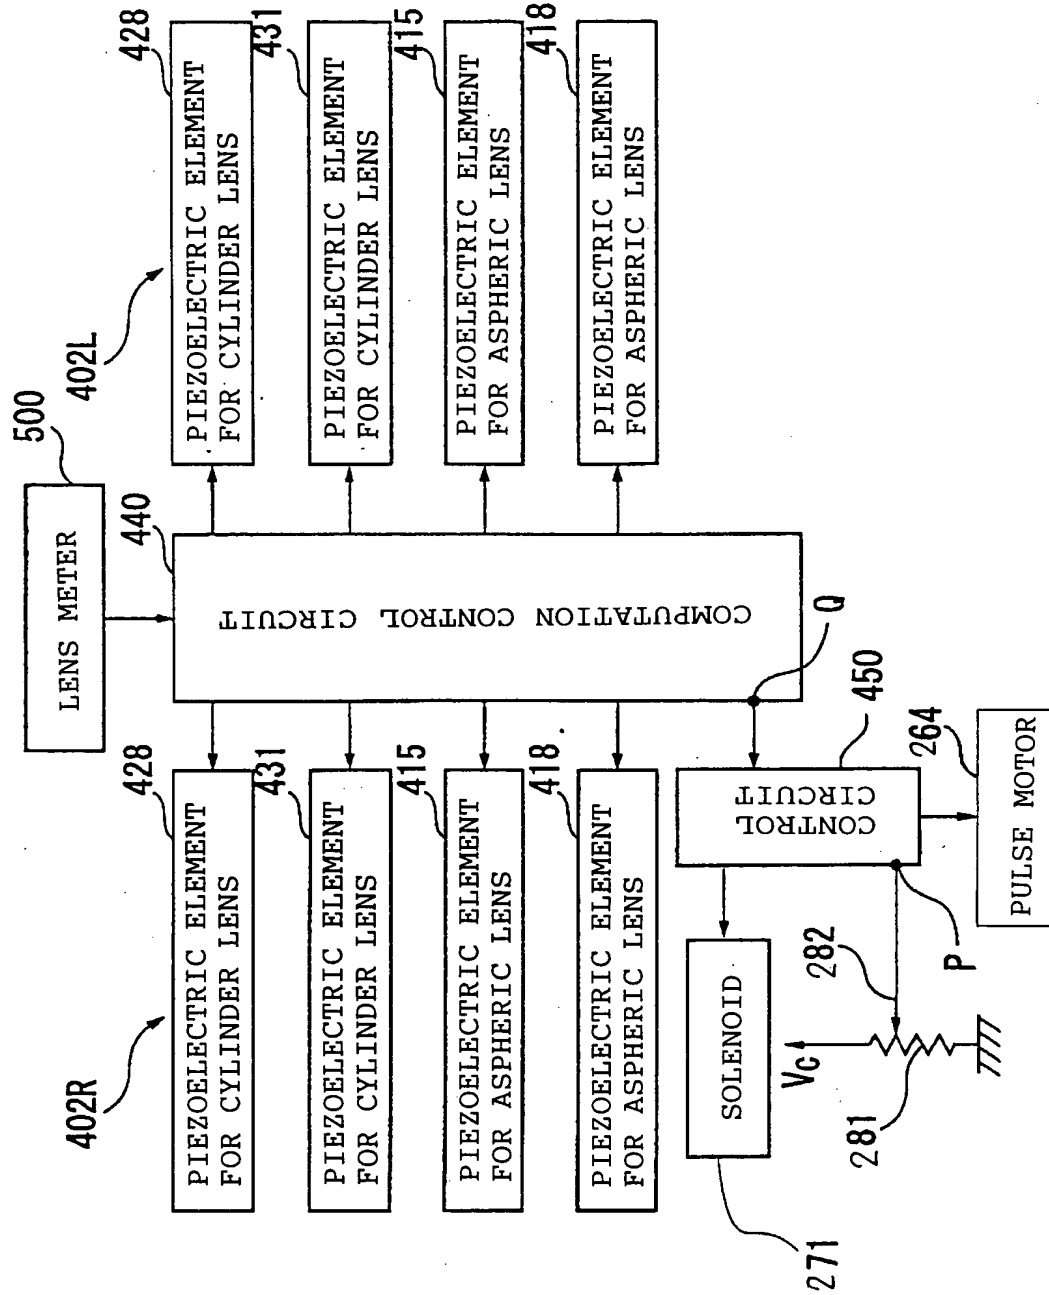 500
LENS METER
440
COMPUTATION CONTROL CIRCUIT
402R
428
PIEZOELECTRIC ELEMENT
FOR CYLINDER LENS
431
PIEZOELECTRIC ELEMENT
FOR CYLINDER LENS
415
PIEZOELECTRIC ELEMENT
FOR ASPHERIC LENS
418
PIEZOELECTRIC ELEMENT
FOR ASPHERIC LENS
402L
428
PIEZOELECTRIC ELEMENT
FOR CYLINDER LENS
431
PIEZOELECTRIC ELEMENT
FOR CYLINDER LENS
415
PIEZOELECTRIC ELEMENT
FOR ASPHERIC LENS
418
PIEZOELECTRIC ELEMENT
FOR ASPHERIC LENS
Q
450
CONTROL
CIRCUIT
271
SOLENOID
Vc
281
282
P
264
PULSE MOTOR